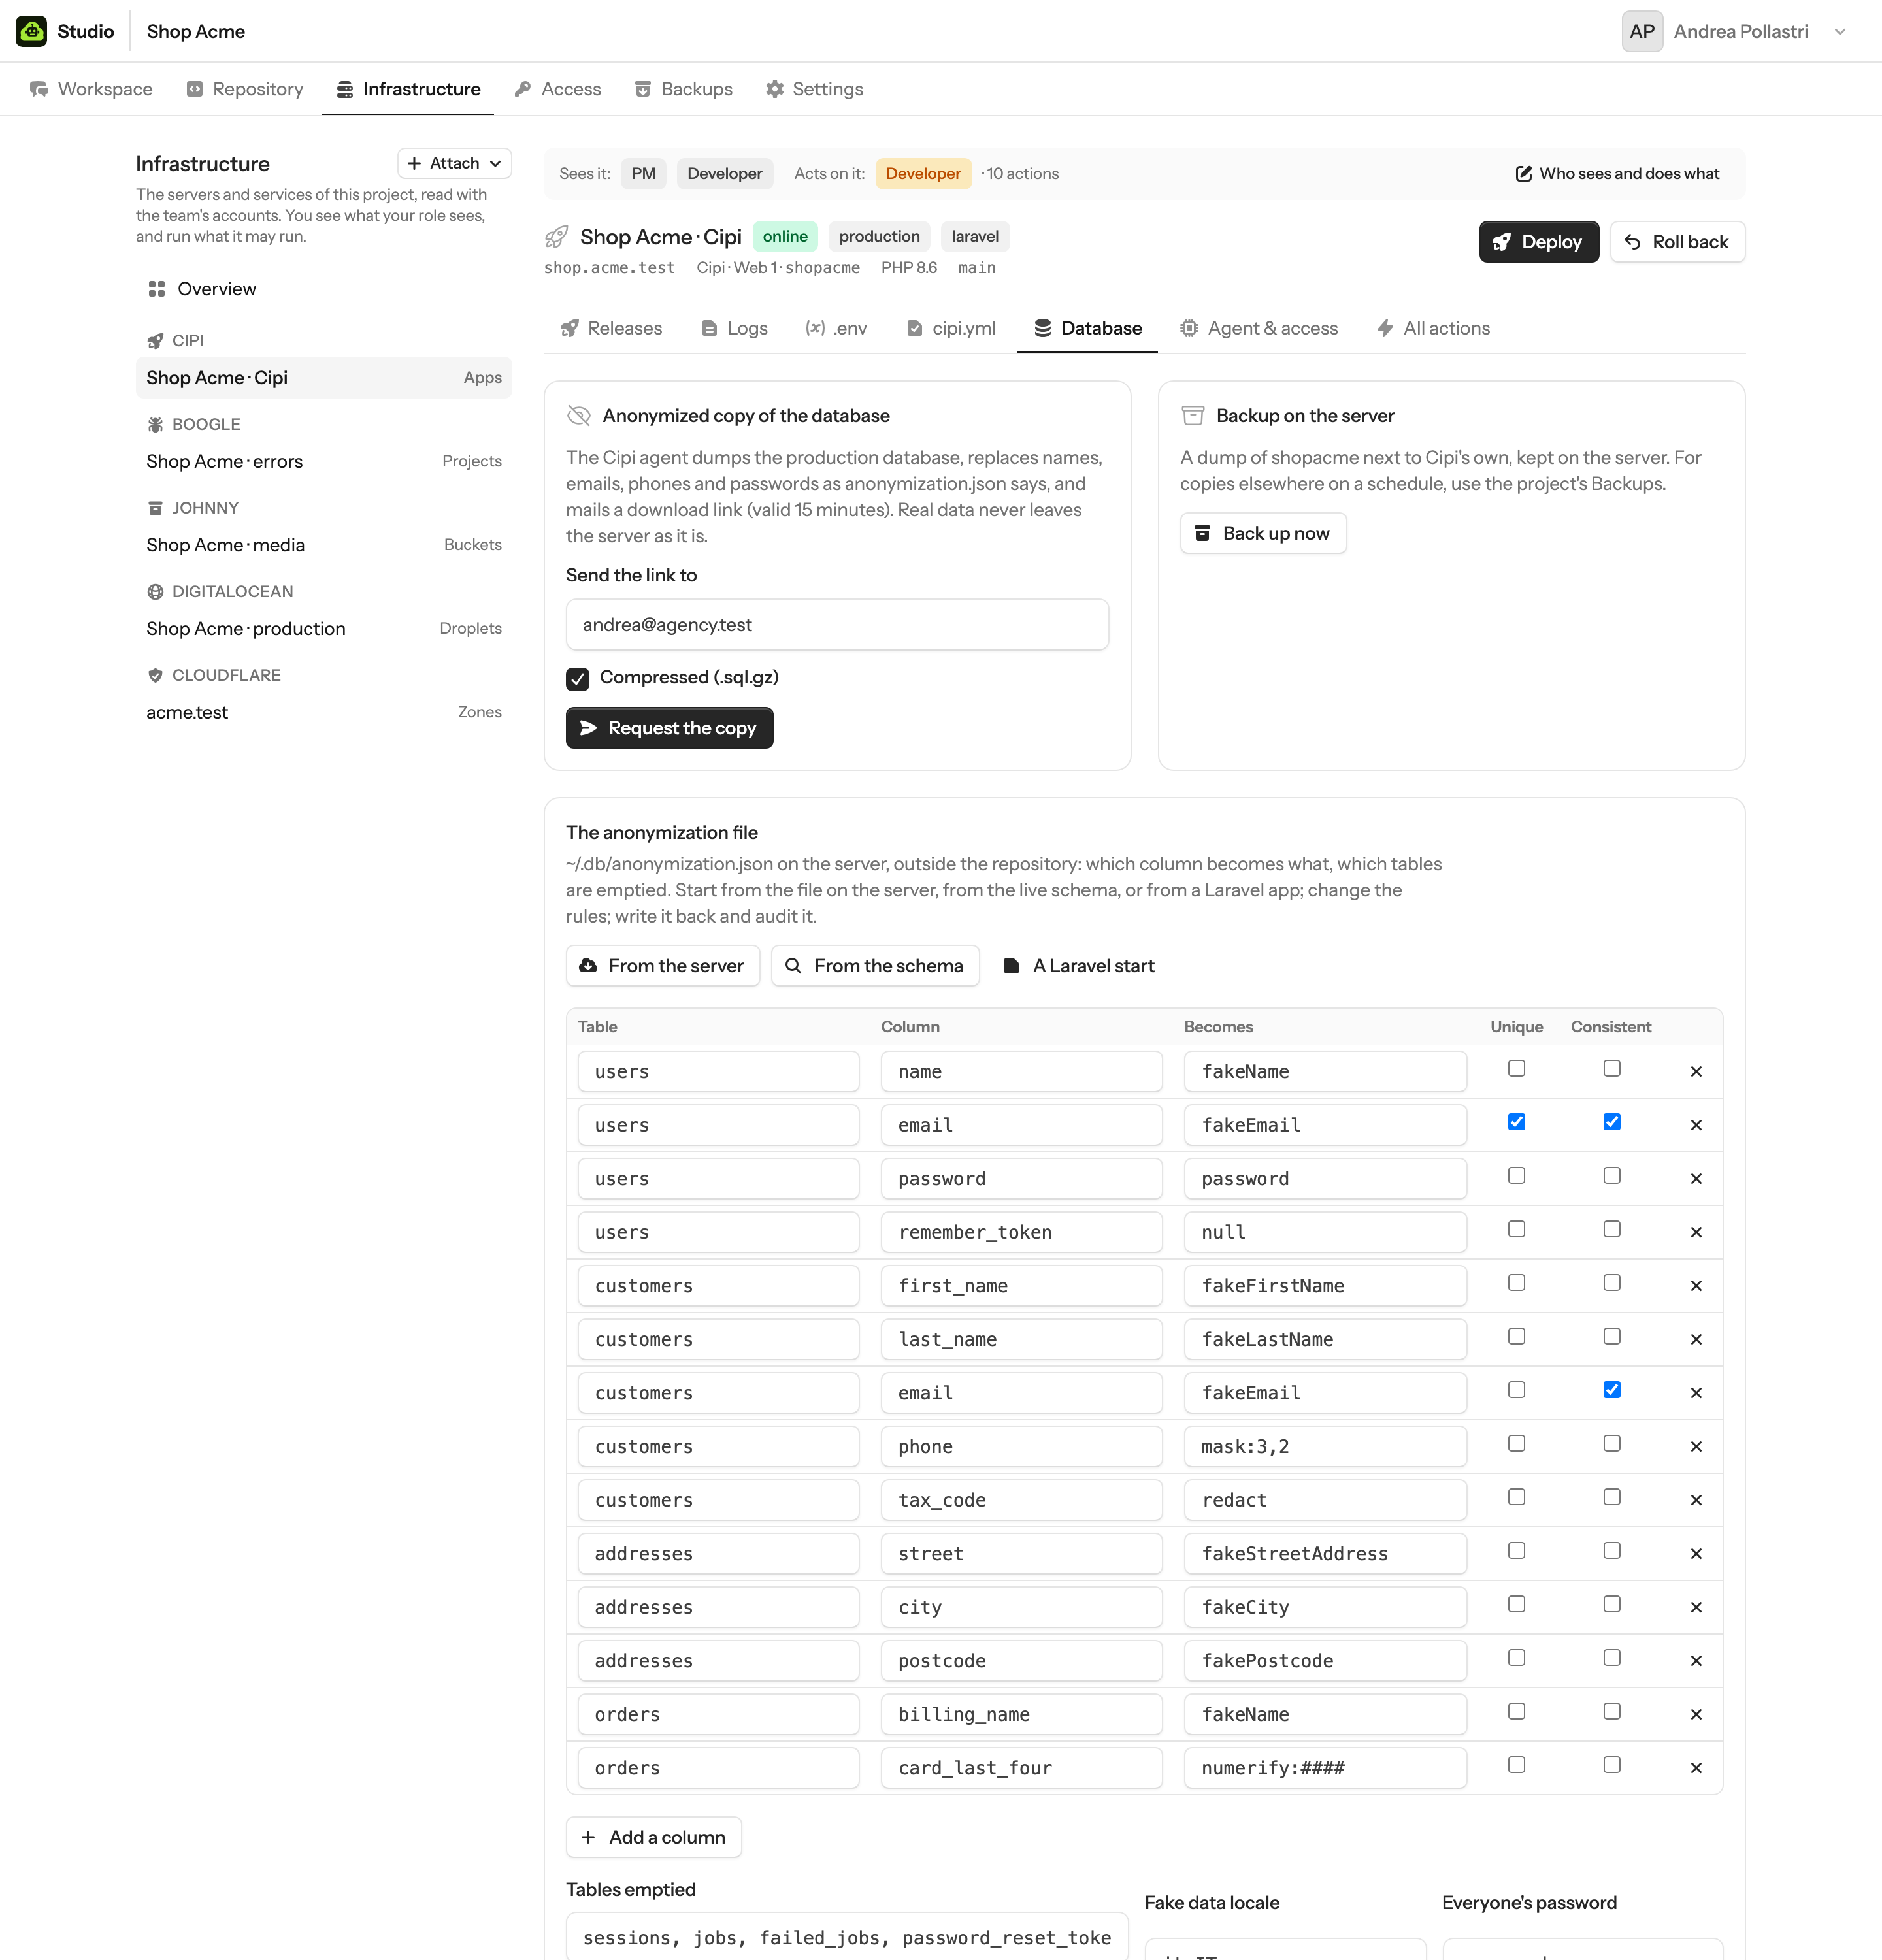 Studio
Shop Acme
AP
Andrea Pollastri
Workspace
Repository
Infrastructure
Access
Backups
Settings
Infrastructure
Attach
The servers and services of this project, read with
the team's accounts. You see what your role sees,
and run what it may run.
Overview
CIPI
Shop Acme · Cipi
Apps
BOOGLE
Shop Acme · errors
Projects
JOHNNY
Shop Acme · media
Buckets
DIGITALOCEAN
Shop Acme · production
Droplets
CLOUDFLARE
acme.test
Zones
Sees it: PM Developer Acts on it: Developer · 10 actions
Who sees and does what
Shop Acme · Cipi online production laravel
shop.acme.test Cipi · Web 1 · shopacme PHP 8.6 main
Deploy
Roll back
Releases
Logs
(x) .env
cipi.yml
Database
Agent & access
All actions
Anonymized copy of the database
The Cipi agent dumps the production database, replaces names,
emails, phones and passwords as anonymization.json says, and
mails a download link (valid 15 minutes). Real data never leaves
the server as it is.
Send the link to
andrea@agency.test
Compressed (.sql.gz)
Request the copy
Backup on the server
A dump of shopacme next to Cipi's own, kept on the server. For
copies elsewhere on a schedule, use the project's Backups.
Back up now
The anonymization file
~/.db/anonymization.json on the server, outside the repository: which column becomes what, which tables
are emptied. Start from the file on the server, from the live schema, or from a Laravel app; change the
rules; write it back and audit it.
From the server
From the schema
A Laravel start
Table Column Becomes Unique Consistent
users name fakeName
users email fakeEmail
users password password
users remember_token null
customers first_name fakeFirstName
customers last_name fakeLastName
customers email fakeEmail
customers phone mask:3,2
customers tax_code redact
addresses street fakeStreetAddress
addresses city fakeCity
addresses postcode fakePostcode
orders billing_name fakeName
orders card_last_four numerify:####
Add a column
Tables emptied
Fake data locale
Everyone's password
sessions, jobs, failed_jobs, password_reset_toke